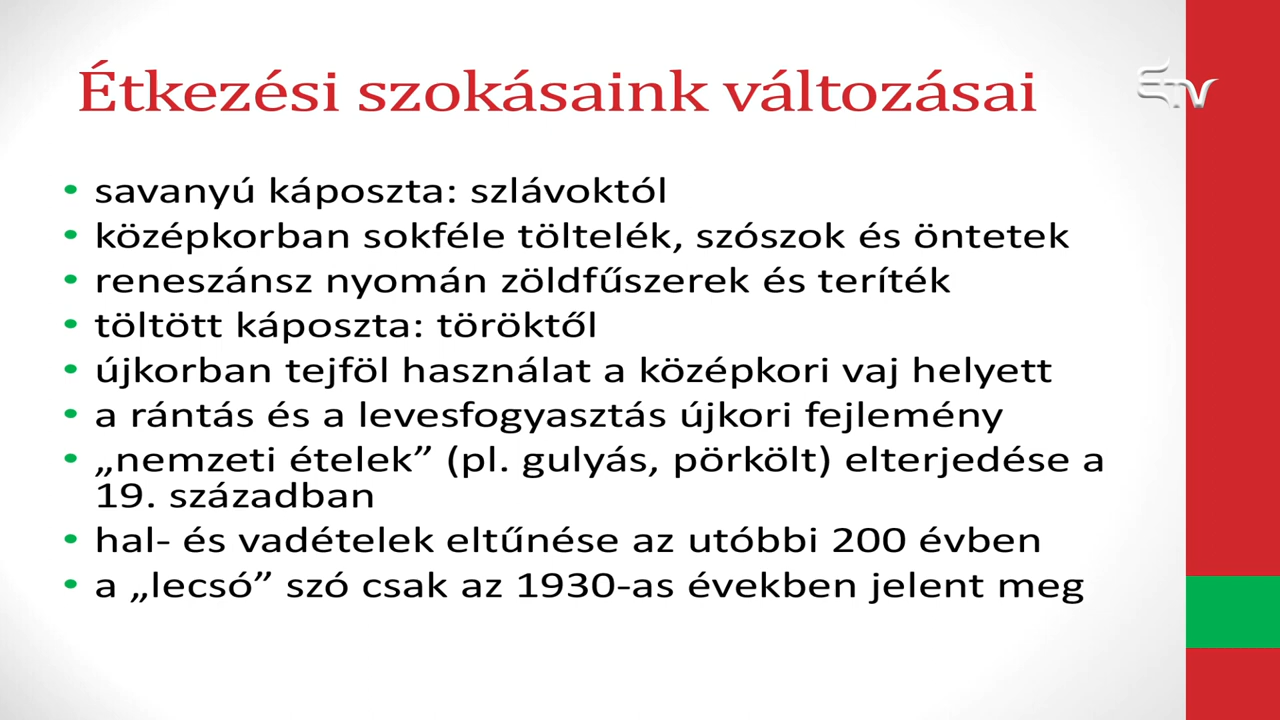 Étkezési szokásaink változásai
ETV
• savanyú káposzta: szlávoktól
• középkorban sokféle töltelék, szószok és öntetek
• reneszánsz nyomán zöldfűszerek és teríték
• töltött káposzta: töröktől
• újkorban tejföl használat a középkori vaj helyett
• a rántás és a levesfogyasztás újkori fejlemény
• „nemzeti ételek” (pl. gulyás, pörkölt) elterjedése a
19. században
• hal- és vadételek eltűnése az utóbbi 200 évben
• a „lecsó” szó csak az 1930-as években jelent meg